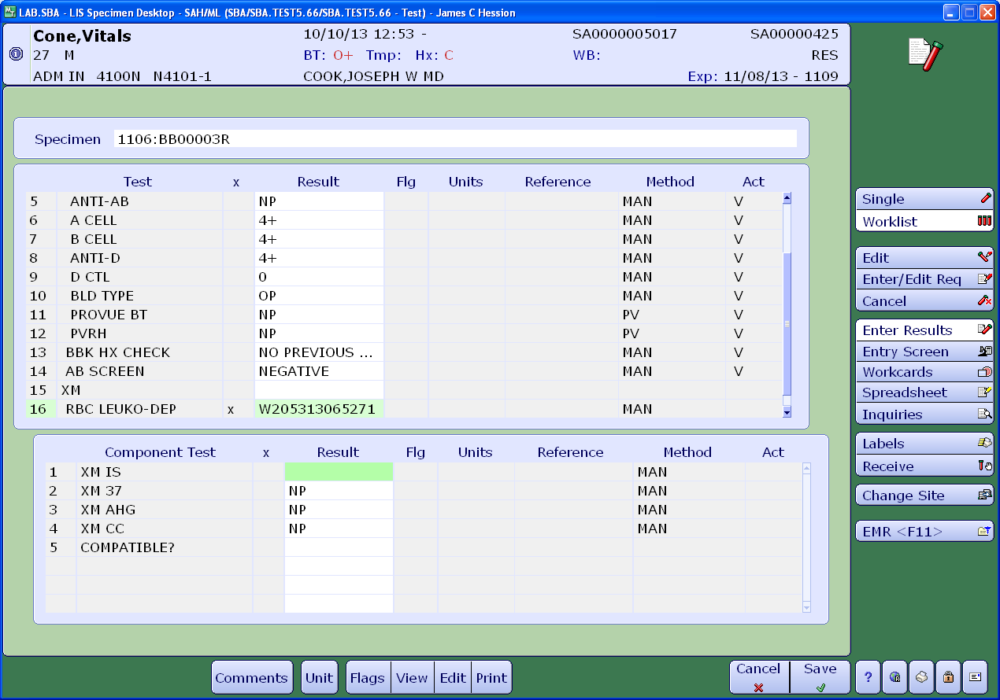 LAB.SBA - LIS Specimen Desktop - SAH/ML (SBA/SBA.TEST5.66/SBA.TEST5.66 - Test) - James C Hession
Cone,Vitals 10/10/13 12:53 - SA0000005017 SA00000425
27 M BT: O+ Tmp: Hx: C WB: RES
ADM IN 4100N N4101-1 COOK,JOSEPH W MD Exp: 11/08/13 - 1109
Specimen 1106:BB00003R
Test x Result Flg Units Reference Method Act
5 ANTI-AB NP MAN V
6 A CELL 4+ MAN V
7 B CELL 4+ MAN V
8 ANTI-D 4+ MAN V
9 D CTL 0 MAN V
10 BLD TYPE OP MAN V
11 PROVUE BT NP PV V
12 PVRH NP PV V
13 BBK HX CHECK NO PREVIOUS ... MAN V
14 AB SCREEN NEGATIVE MAN V
15 XM
16 RBC LEUKO-DEP x W205313065271 MAN
Component Test x Result Flg Units Reference Method Act
1 XM IS MAN
2 XM 37 NP MAN
3 XM AHG NP MAN
4 XM CC NP MAN
5 COMPATIBLE?
Single
Worklist
Edit
Enter/Edit Req
Cancel
Enter Results
Entry Screen
Workcards
Spreadsheet
Inquiries
Labels
Receive
Change Site
EMR <F11>
Comments Unit Flags View Edit Print Cancel Save ?